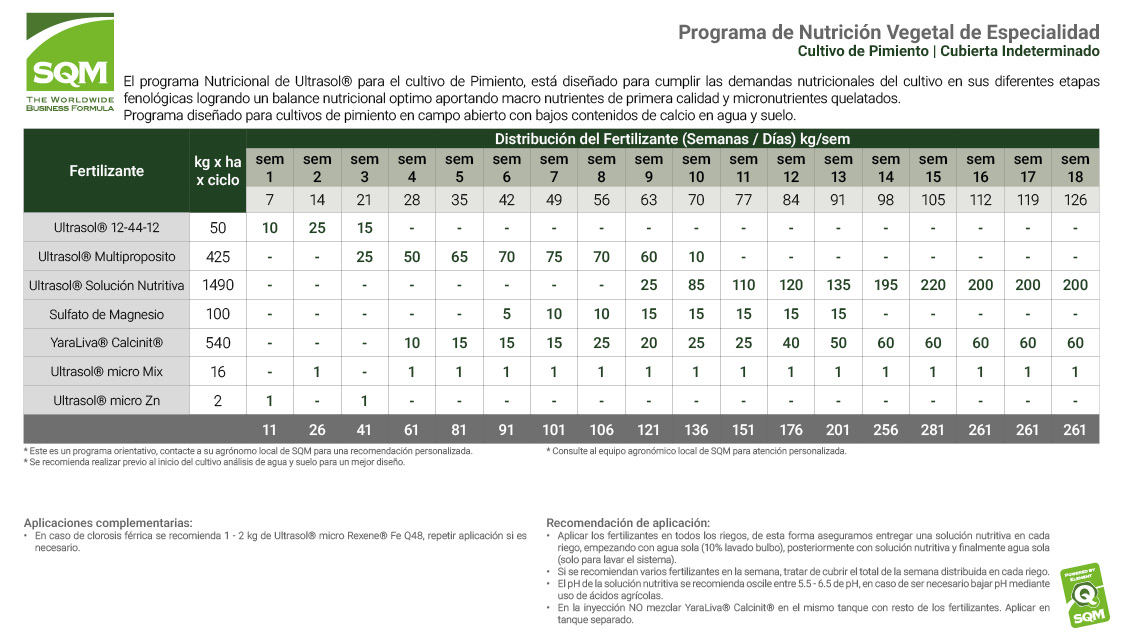 SQM
THE WORLDWIDE
BUSINESS FORMULA
Programa de Nutrición Vegetal de Especialidad
Cultivo de Pimiento | Cubierta Indeterminado
El programa Nutricional de Ultrasol® para el cultivo de Pimiento, está diseñado para cumplir las demandas nutricionales del cultivo en sus diferentes etapas
fenológicas logrando un balance nutricional optimo aportando macro nutrientes de primera calidad y micronutrientes quelatados.
Programa diseñado para cultivos de pimiento en campo abierto con bajos contenidos de calcio en agua y suelo.
Fertilizante kg x ha x ciclo Distribución del Fertilizante (Semanas / Días) kg/sem
sem 1 sem 2 sem 3 sem 4 sem 5 sem 6 sem 7 sem 8 sem 9 sem 10 sem 11 sem 12 sem 13 sem 14 sem 15 sem 16 sem 17 sem 18
7 14 21 28 35 42 49 56 63 70 77 84 91 98 105 112 119 126
Ultrasol® 12-44-12 50 10 25 15 - - - - - - - - - - - - - - -
Ultrasol® Multiproposito 425 - - 25 50 65 70 75 70 60 10 - - - - - - - -
Ultrasol® Solución Nutritiva 1490 - - - - - - - - 25 85 110 120 135 195 220 200 200 200
Sulfato de Magnesio 100 - - - - - 5 10 10 15 15 15 15 15 - - - - -
YaraLiva® Calcinit® 540 - - - 10 15 15 15 25 20 25 25 40 50 60 60 60 60 60
Ultrasol® micro Mix 16 - 1 - 1 1 1 1 1 1 1 1 1 1 1 1 1 1 1
Ultrasol® micro Zn 2 1 - 1 - - - - - - - - - - - - - - -
11 26 41 61 81 91 101 106 121 136 151 176 201 256 281 261 261 261
* Este es un programa orientativo, contacte a su agrónomo local de SQM para una recomendación personalizada.
* Se recomienda realizar previo al inicio del cultivo análisis de agua y suelo para un mejor diseño.
* Consulte al equipo agronómico local de SQM para atención personalizada.
Aplicaciones complementarias:
• En caso de clorosis férrica se recomienda 1 - 2 kg de Ultrasol® micro Rexene® Fe Q48, repetir aplicación si es
necesario.
Recomendación de aplicación:
• Aplicar los fertilizantes en todos los riegos, de esta forma aseguramos entregar una solución nutritiva en cada
riego, empezando con agua sola (10% lavado bulbo), posteriormente con solución nutritiva y finalmente agua sola
(solo para lavar el sistema).
• Si se recomiendan varios fertilizantes en la semana, tratar de cubrir el total de la semana distribuida en cada riego.
• El pH de la solución nutritiva se recomienda oscile entre 5.5 - 6.5 de pH, en caso de ser necesario bajar pH mediante
uso de ácidos agrícolas.
• En la inyección NO mezclar YaraLiva® Calcinit® en el mismo tanque con resto de los fertilizantes. Aplicar en
tanque separado.
POWERED BY
ELEMENT
Q
SQM